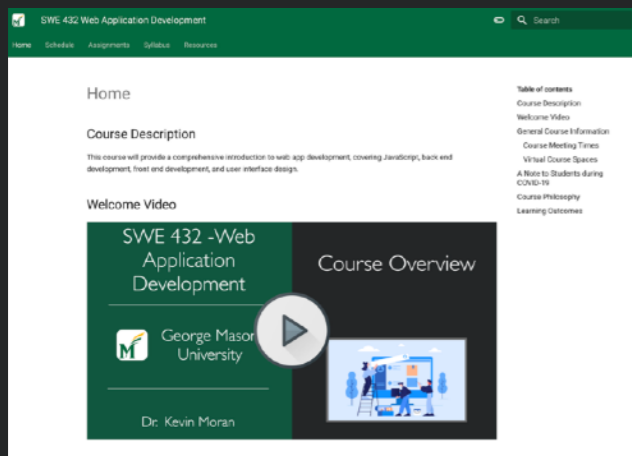 SWE 432 Web Application Development
Search
Home Schedule Assignments Syllabus Resources
Home
Course Description
This course will provide a comprehensive introduction to web app development, covering JavaScript, back end
development, front end development, and user interface design.
Welcome Video
SWE 432 -Web
Application
Development
George Mason
University
Dr. Kevin Moran
Course Overview
Table of contents
Course Description
Welcome Video
General Course Information
Course Meeting Times
Virtual Course Spaces
A Note to Students during
COVID-19
Course Philosophy
Learning Outcomes